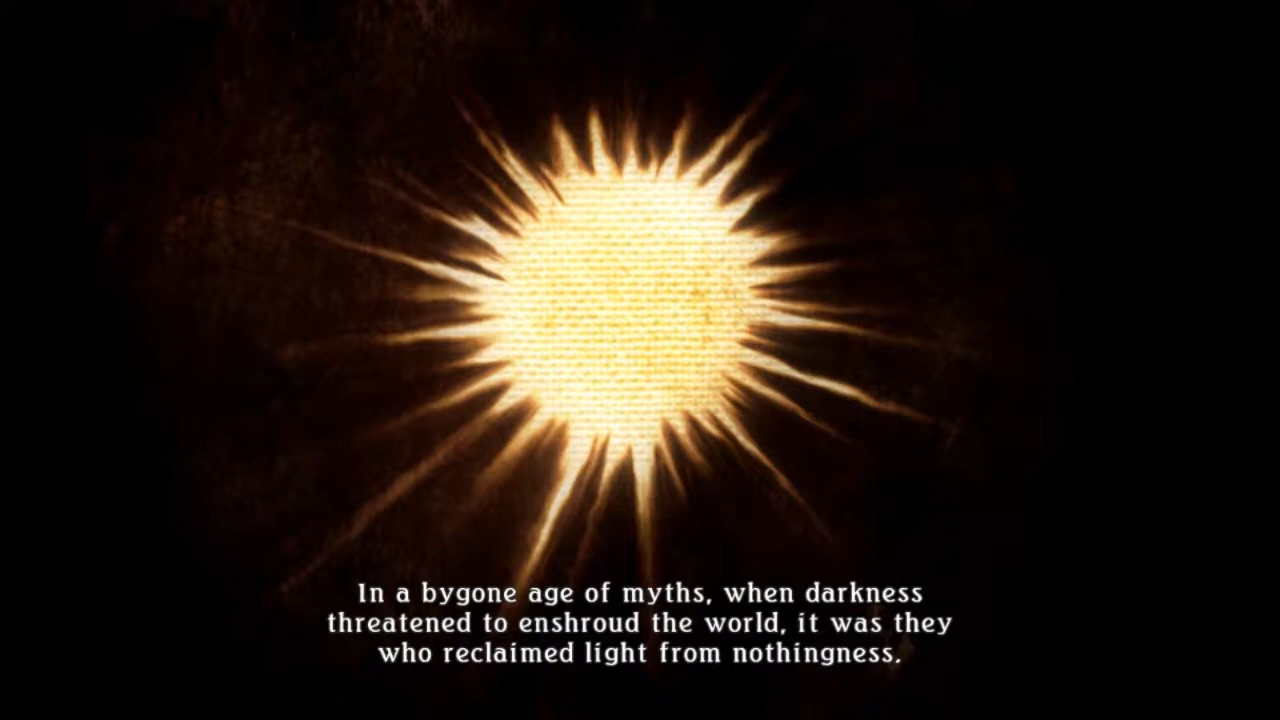 In a bygone age of myths, when darkness
threatened to enshroud the world, it was they
who reclaimed light from nothingness.